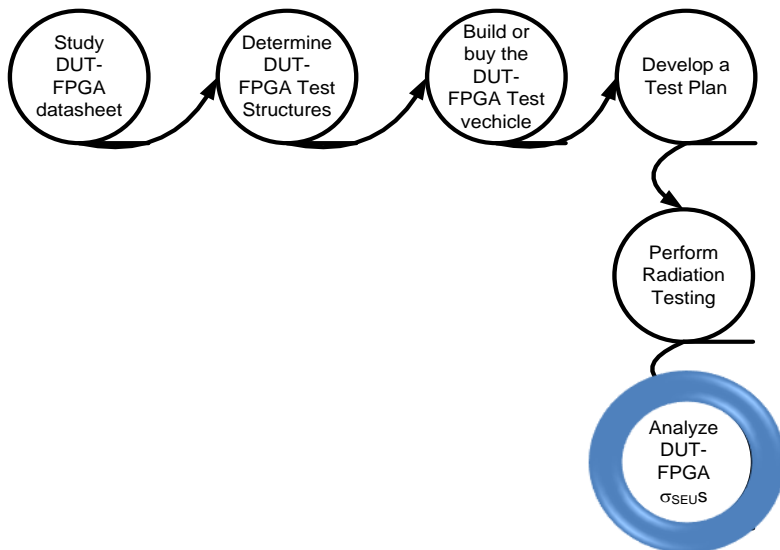 Study
DUT-
FPGA
datasheet
Determine
DUT-
FPGA Test
Structures
Build or
buy the
DUT-
FPGA Test
vechicle
Develop a
Test Plan
Perform
Radiation
Testing
Analyze
DUT-
FPGA
σSEUs